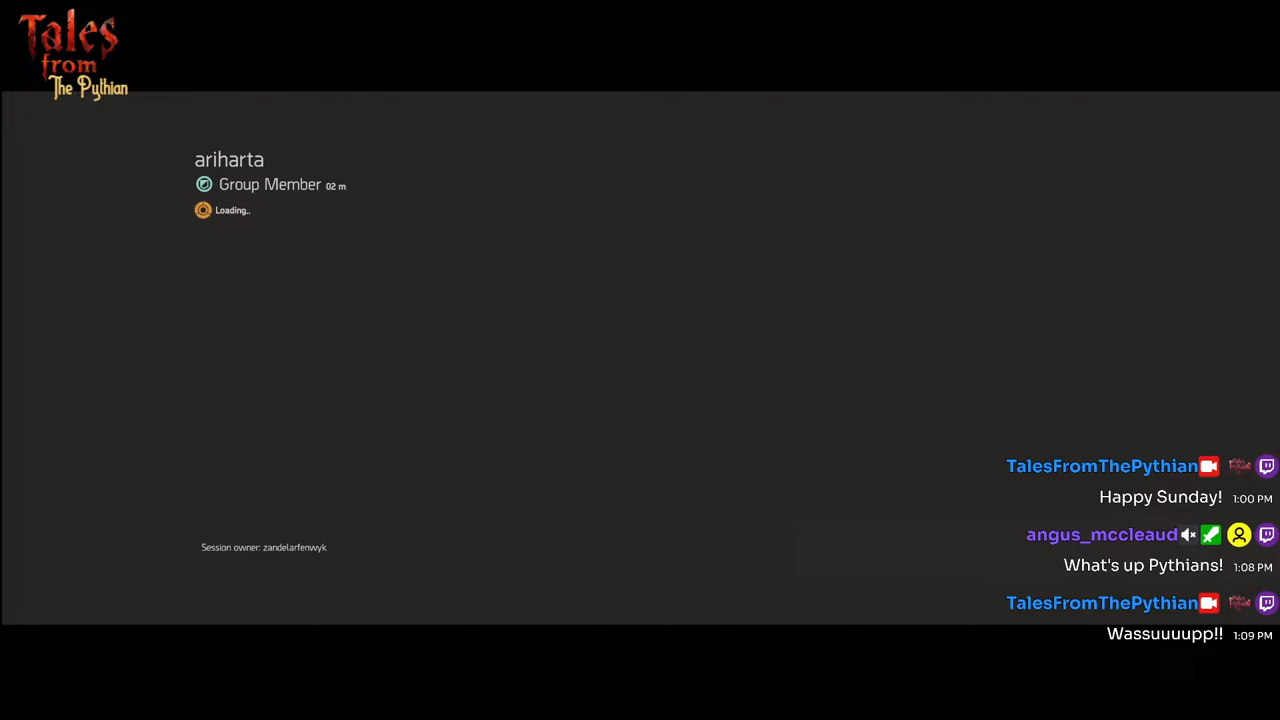 Tales
from
The Pythian
ariharta
Group Member 02 m
Loading..
Session owner: zandelarfenwyk
TalesFromThePythian
Happy Sunday! 1:00 PM
angus_mccleaud
What's up Pythians! 1:08 PM
TalesFromThePythian
Wassuuuupp!! 1:09 PM